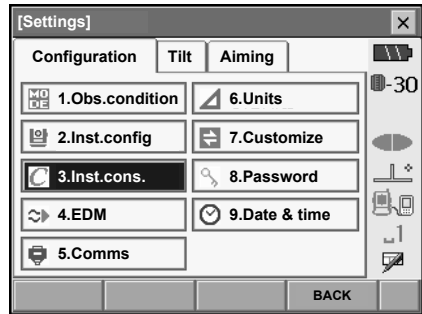 [Settings]
Configuration Tilt Aiming
MODE 1.Obs.condition 6.Units
2.Inst.config 7.Customize
C 3.Inst.cons. 8.Password
4.EDM 9.Date & time
5.Comms
-30
1
BACK